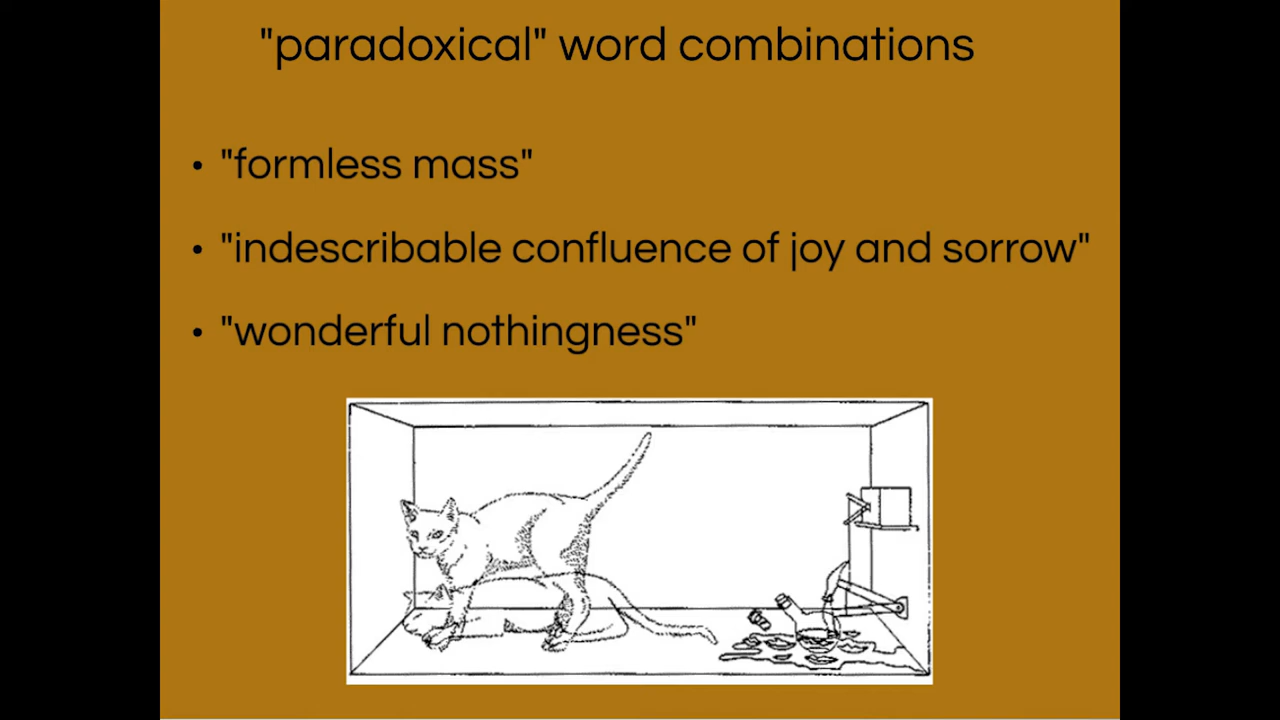 "paradoxical" word combinations
• "formless mass"
• "indescribable confluence of joy and sorrow"
• "wonderful nothingness"